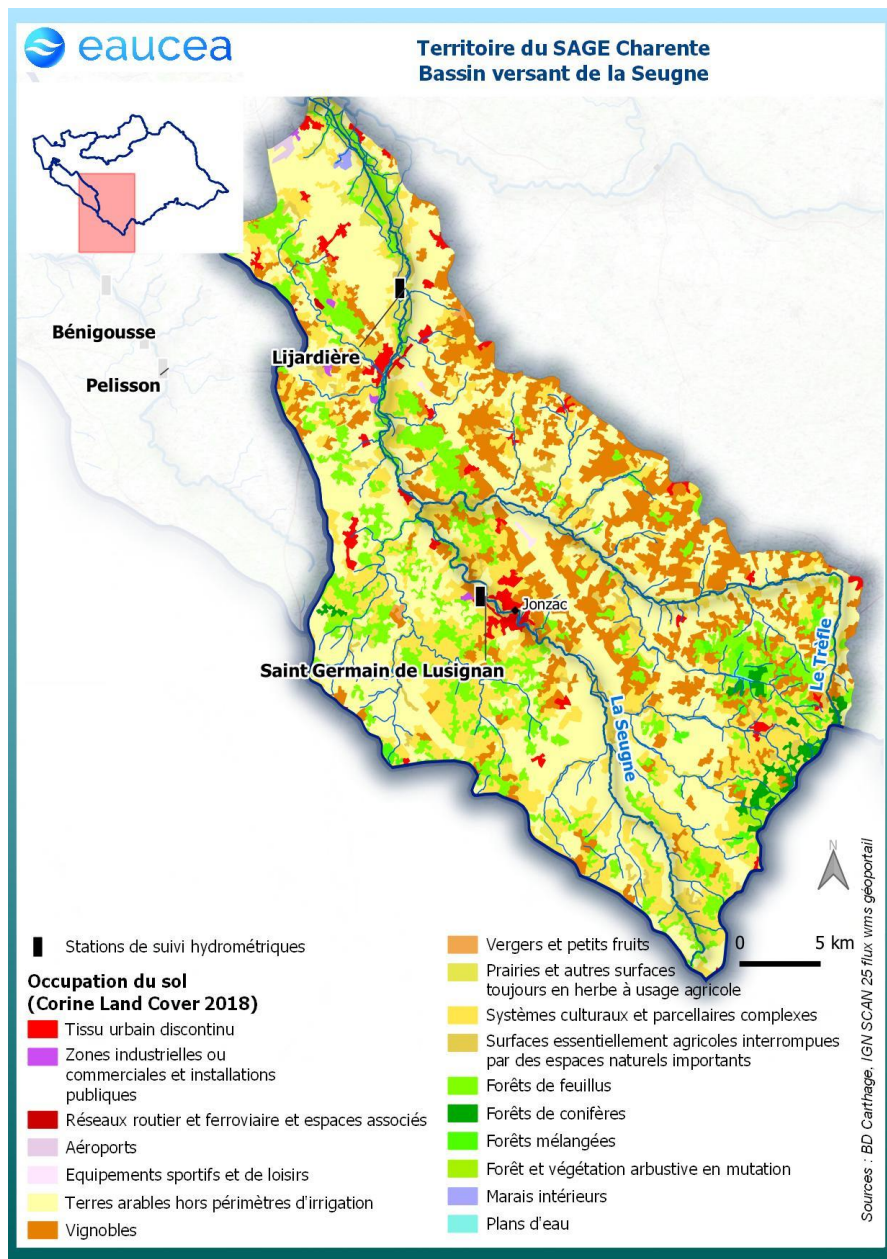 eaucea
Territoire du SAGE Charente
Bassin versant de la Seugne
Bénigousse
Pelisson
Lijardière
Jonzac
Saint Germain de Lusignan
La Seugne
Le Trèfle
N
0 5 km
Sources : BD Carthage, IGN SCAN 25 flux wms géoportail
Stations de suivi hydrométriques
Occupation du sol
(Corine Land Cover 2018)
Tissu urbain discontinu
Zones industrielles ou
commerciales et installations
publiques
Réseaux routier et ferroviaire et espaces associés
Aéroports
Equipements sportifs et de loisirs
Terres arables hors périmètres d'irrigation
Vignobles
Vergers et petits fruits
Prairies et autres surfaces
toujours en herbe à usage agricole
Systèmes culturaux et parcellaires complexes
Surfaces essentiellement agricoles interrompues
par des espaces naturels importants
Forêts de feuillus
Forêts de conifères
Forêts mélangées
Forêt et végétation arbustive en mutation
Marais intérieurs
Plans d'eau